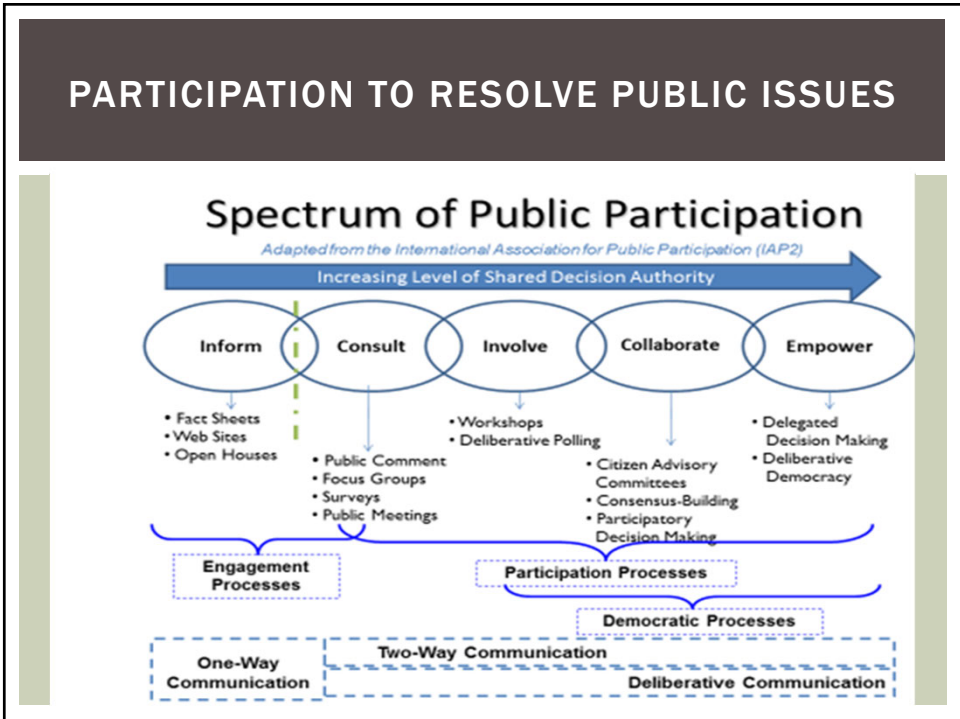 PARTICIPATION TO RESOLVE PUBLIC ISSUES
Spectrum of Public Participation
Adapted from the International Association for Public Participation (IAP2)
Increasing Level of Shared Decision Authority
Inform
Consult
Involve
Collaborate
Empower
• Fact Sheets
• Web Sites
• Open Houses
• Public Comment
• Focus Groups
• Surveys
• Public Meetings
• Workshops
• Deliberative Polling
• Citizen Advisory
Committees
• Consensus-Building
• Participatory
Decision Making
• Delegated
Decision Making
• Deliberative
Democracy
Engagement
Processes
Participation Processes
Democratic Processes
One-Way
Communication
Two-Way Communication
Deliberative Communication